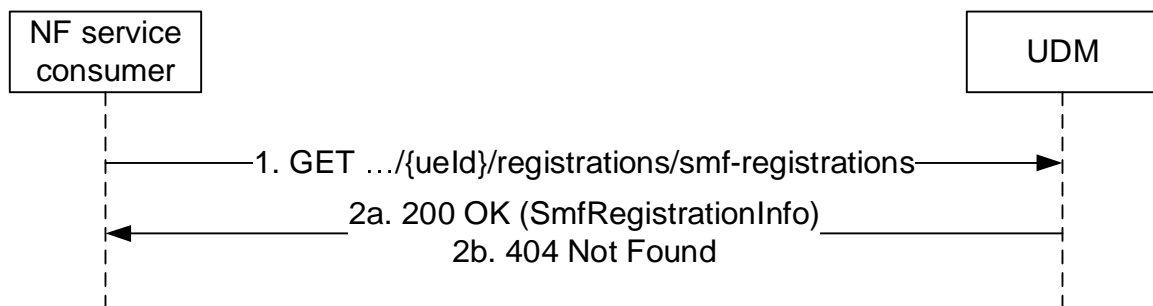 NF service
consumer
UDM
1. GET …/{ueId}/registrations/smf-registrations
2a. 200 OK (SmfRegistrationInfo)
2b. 404 Not Found